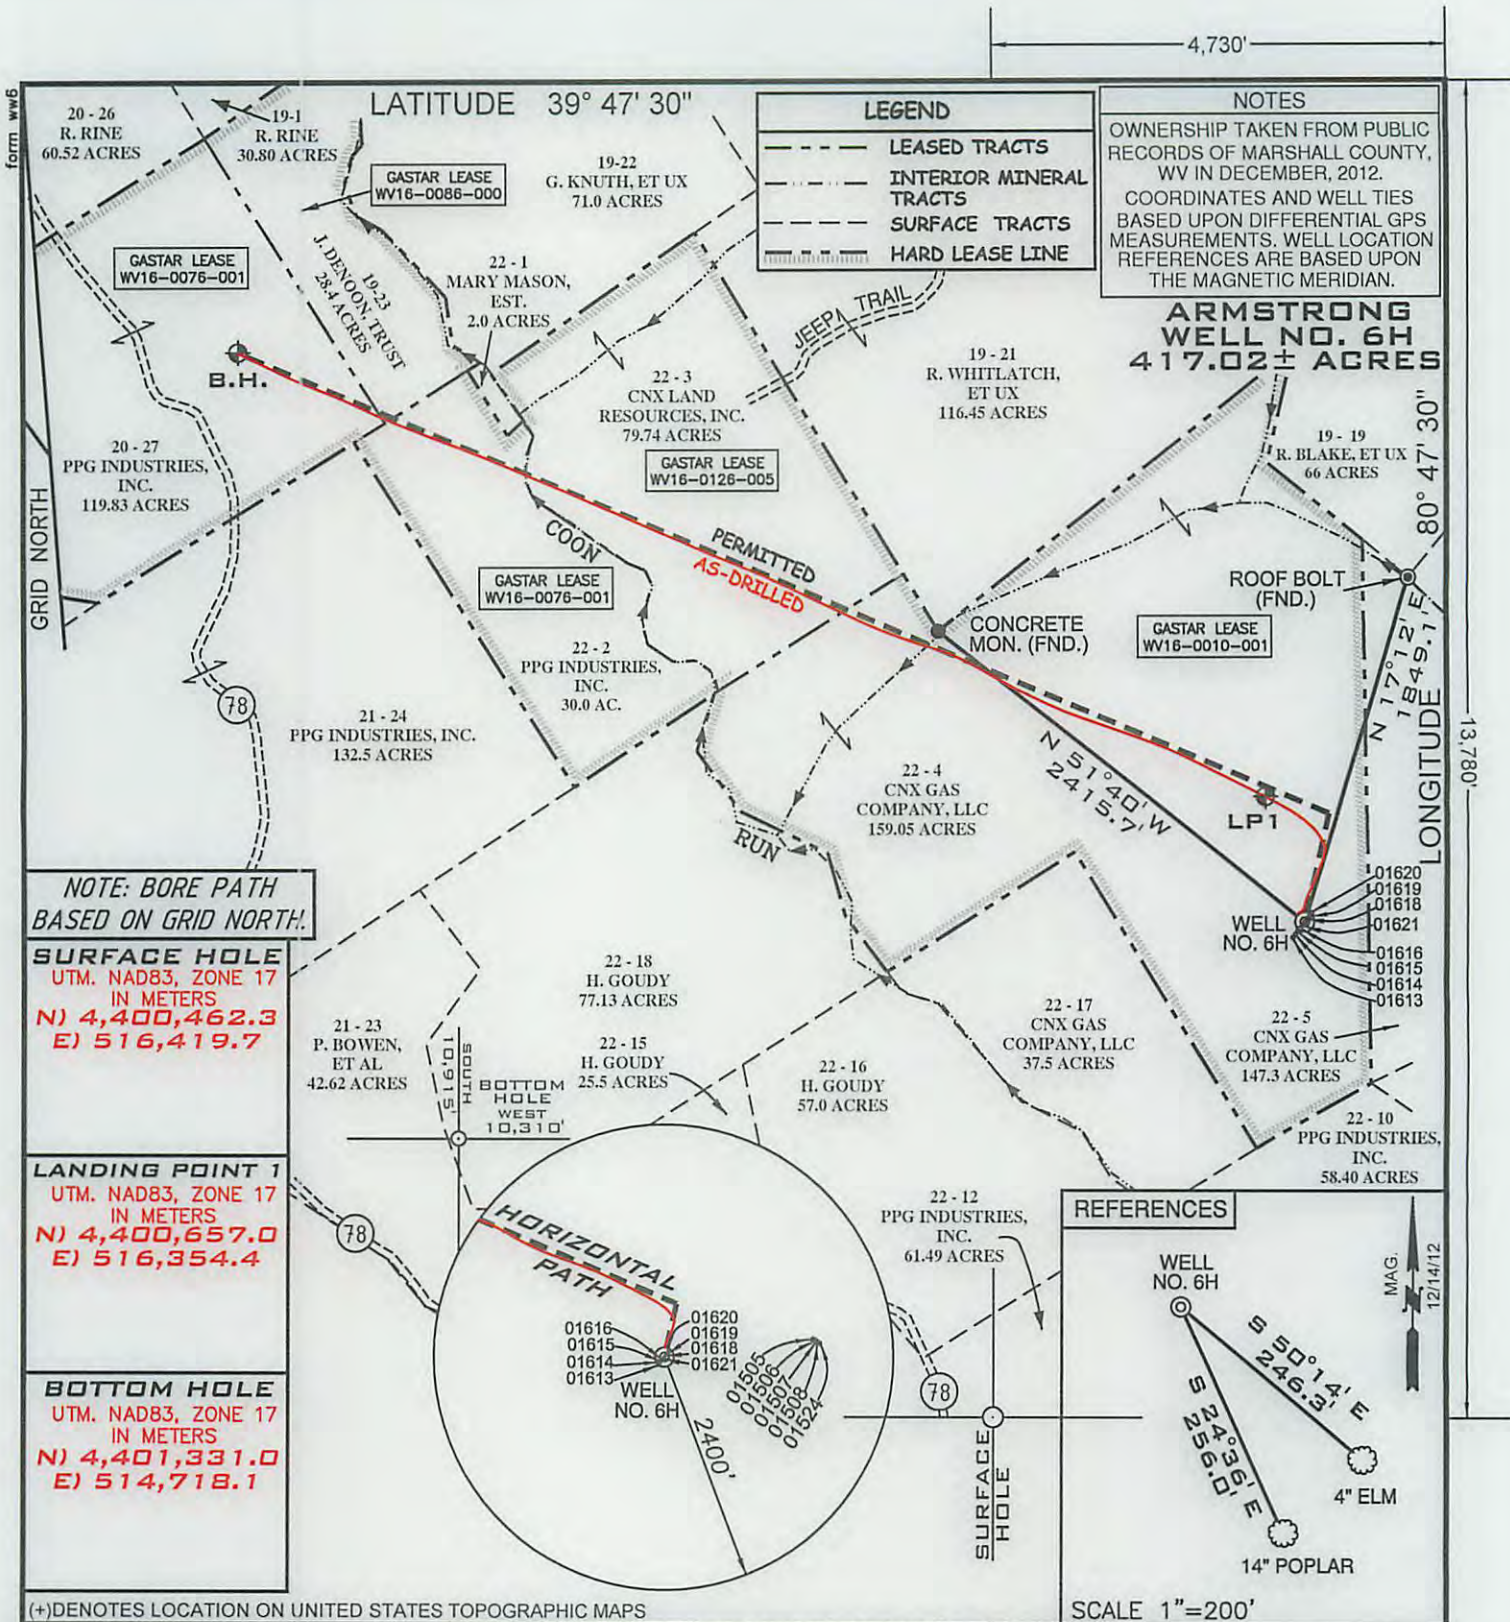 4,730'
form ww6
LATITUDE 39° 47' 30"
20 - 26
R. RINE
60.52 ACRES
19-1
R. RINE
30.80 ACRES
GASTAR LEASE
WV16-0086-000
19-22
G. KNUTH, ET UX
71.0 ACRES
LEGEND
LEASED TRACTS
INTERIOR MINERAL
TRACTS
SURFACE TRACTS
HARD LEASE LINE
NOTES
OWNERSHIP TAKEN FROM PUBLIC
RECORDS OF MARSHALL COUNTY,
WV IN DECEMBER, 2012.
COORDINATES AND WELL TIES
BASED UPON DIFFERENTIAL GPS
MEASUREMENTS. WELL LOCATION
REFERENCES ARE BASED UPON
THE MAGNETIC MERIDIAN.
ARMSTRONG
WELL NO. 6H
417.02± ACRES
GASTAR LEASE
WV16-0076-001
19-23
J. DENOON, TRUST
28.4 ACRES
22 - 1
MARY MASON,
EST.
2.0 ACRES
JEEP TRAIL
B.H.
22 - 3
CNX LAND
RESOURCES, INC.
79.74 ACRES
GASTAR LEASE
WV16-0126-005
19 - 21
R. WHITLATCH,
ET UX
116.45 ACRES
19 - 19
R. BLAKE, ET UX
66 ACRES
LONGITUDE 80° 47' 30"
20 - 27
PPG INDUSTRIES,
INC.
119.83 ACRES
GRID NORTH
COON
PERMITTED
AS-DRILLED
GASTAR LEASE
WV16-0076-001
ROOF BOLT
(FND.)
CONCRETE
MON. (FND.)
GASTAR LEASE
WV16-0010-001
N 17°12' E
1849.1'
22 - 2
PPG INDUSTRIES,
INC.
30.0 AC.
78
21 - 24
PPG INDUSTRIES, INC.
132.5 ACRES
N 51°40' W
2415.7'
13,780'
22 - 4
CNX GAS
COMPANY, LLC
159.05 ACRES
LP1
RUN
NOTE: BORE PATH
BASED ON GRID NORTH.
01620
01619
01618
01621
WELL
NO. 6H
01616
01615
01614
01613
SURFACE HOLE
UTM. NAD83, ZONE 17
IN METERS
N) 4,400,462.3
E) 516,419.7
22 - 18
H. GOUDY
77.13 ACRES
22 - 17
CNX GAS
COMPANY, LLC
37.5 ACRES
22 - 5
CNX GAS
COMPANY, LLC
147.3 ACRES
21 - 23
P. BOWEN,
ET AL
42.62 ACRES
SOUTH
10,915'
BOTTOM
HOLE
WEST
10,310'
22 - 15
H. GOUDY
25.5 ACRES
22 - 16
H. GOUDY
57.0 ACRES
22 - 10
PPG INDUSTRIES,
INC.
58.40 ACRES
LANDING POINT 1
UTM. NAD83, ZONE 17
IN METERS
N) 4,400,657.0
E) 516,354.4
78
HORIZONTAL
PATH
22 - 12
PPG INDUSTRIES,
INC.
61.49 ACRES
01616
01615
01614
01613
01620
01619
01618
01621
WELL
NO. 6H
01505
01506
01507
01508
01524
2400'
78
SURFACE
HOLE
BOTTOM HOLE
UTM. NAD83, ZONE 17
IN METERS
N) 4,401,331.0
E) 514,718.1
REFERENCES
MAG.
12/14/12
WELL
NO. 6H
S 50°14' E
246.3'
S 24°36' E
256.0'
4" ELM
14" POPLAR
(+)DENOTES LOCATION ON UNITED STATES TOPOGRAPHIC MAPS
SCALE 1"=200'